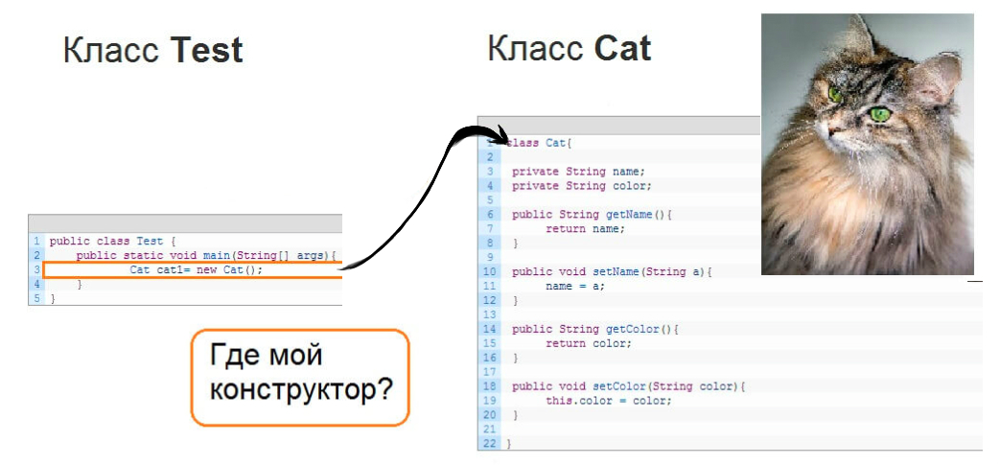 Класс Test
1 public class Test {
2 public static void main(String[] args){
3 Cat cat1= new Cat();
4 }
5 }
Где мой
конструктор?
Класс Cat
1 class Cat{
2
3 private String name;
4 private String color;
5
6 public String getName(){
7 return name;
8 }
9
10 public void setName(String a){
11 name = a;
12 }
13
14 public String getColor(){
15 return color;
16 }
17
18 public void setColor(String color){
19 this.color = color;
20 }
21
22 }